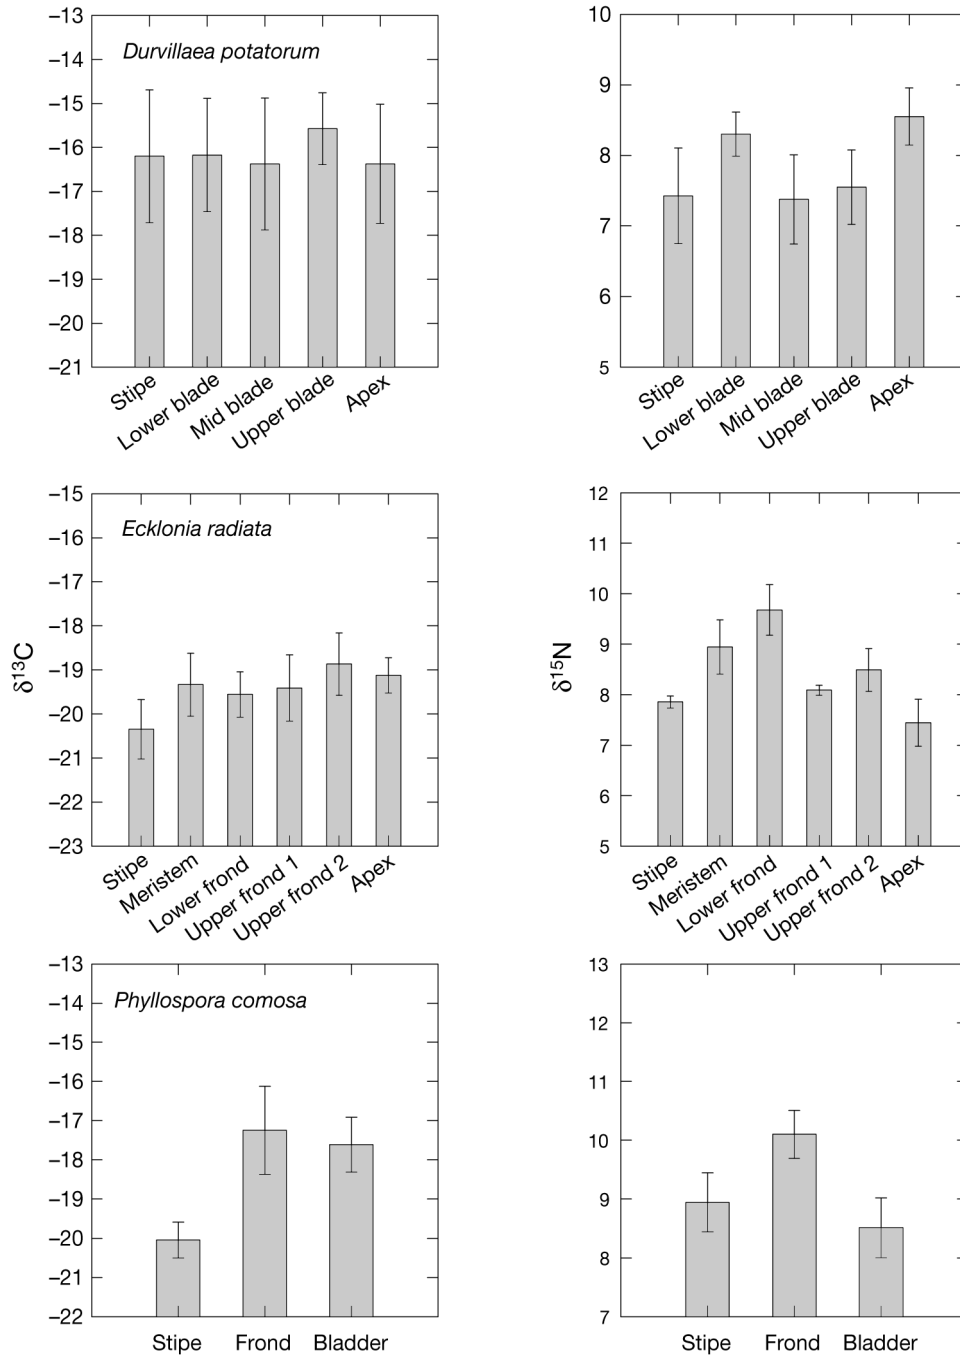 −13
−14
−15
−16
−17
−18
−19
−20
−21
Durvillaea potatorum
Stipe
Lower blade
Mid blade
Upper blade
Apex
10
9
8
7
6
5
Stipe
Lower blade
Mid blade
Upper blade
Apex
δ13C
−15
−16
−17
−18
−19
−20
−21
−22
−23
Ecklonia radiata
Stipe
Meristem
Lower frond
Upper frond 1
Upper frond 2
Apex
δ15N
12
11
10
9
8
7
6
5
Stipe
Meristem
Lower frond
Upper frond 1
Upper frond 2
Apex
−13
−14
−15
−16
−17
−18
−19
−20
−21
−22
Phyllospora comosa
Stipe Frond Bladder
13
12
11
10
9
8
7
Stipe Frond Bladder